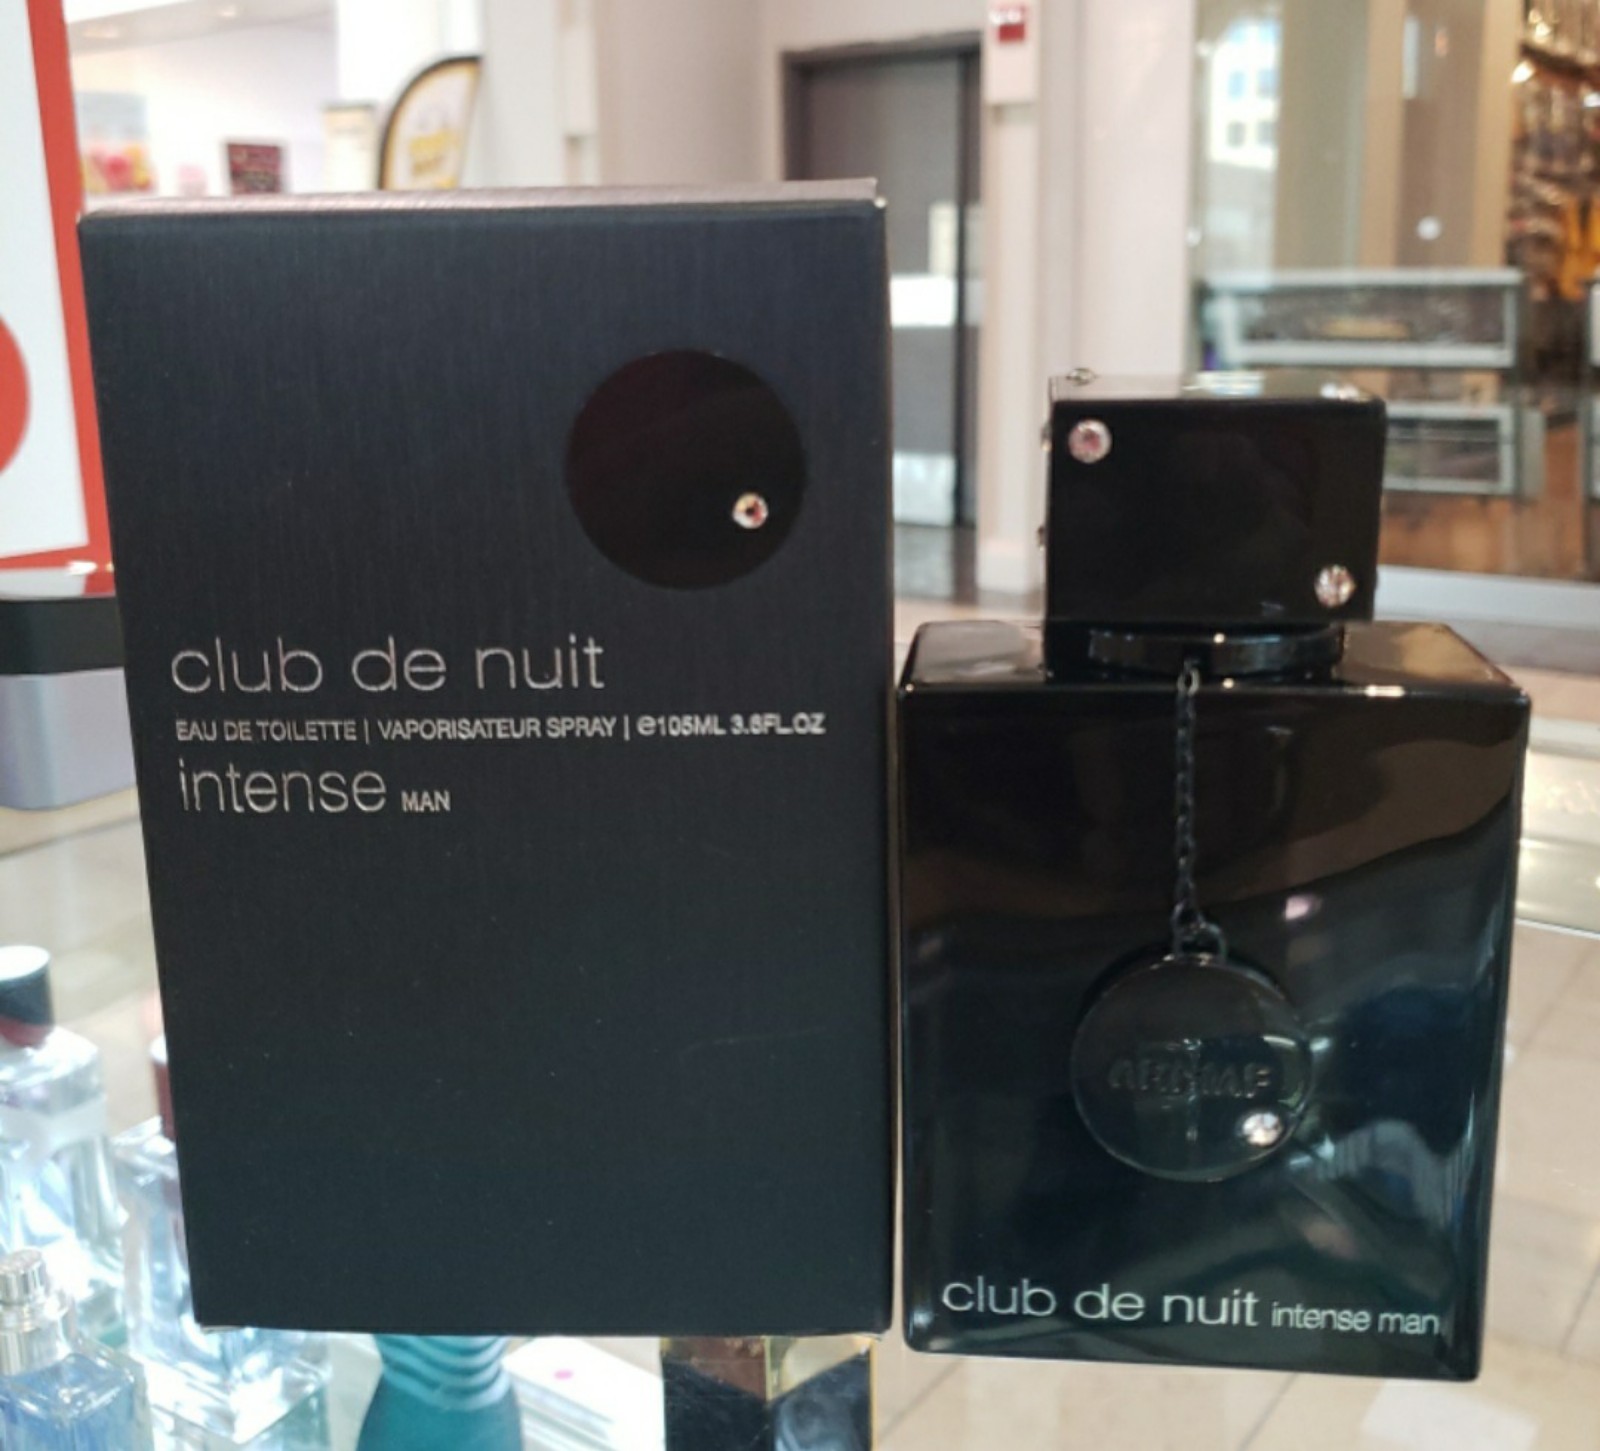 club de nuit
EAU DE TOILETTE | VAPORISATEUR SPRAY | e105ML 3.6FL.OZ
intense MAN
ARMAF
club de nuit intense man